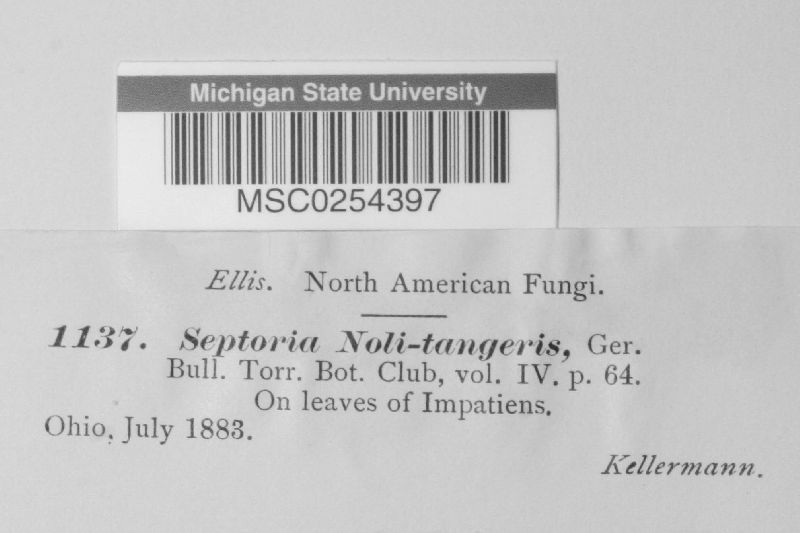 Michigan State University
MSC0254397
Ellis. North American Fungi.
1137. Septoria Noli-tangeris, Ger.
Bull. Torr. Bot. Club, vol. IV. p. 64.
On leaves of Impatiens.
Ohio, July 1883.
Kellermann.